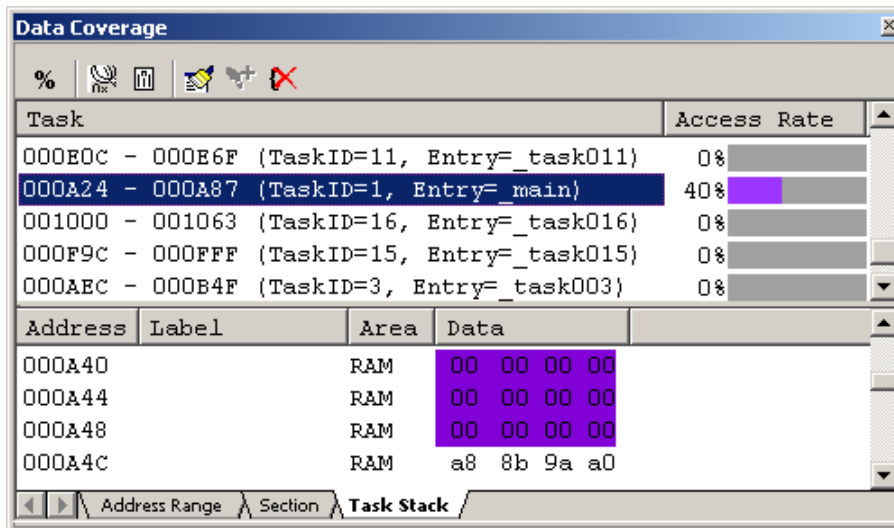 Data Coverage
%
Task Access Rate
000E0C - 000E6F (TaskID=11, Entry=_task011) 0%
000A24 - 000A87 (TaskID=1, Entry=_main) 40%
001000 - 001063 (TaskID=16, Entry=_task016) 0%
000F9C - 000FFF (TaskID=15, Entry=_task015) 0%
000AEC - 000B4F (TaskID=3, Entry=_task003) 0%
Address Label Area Data
000A40 RAM 00 00 00 00
000A44 RAM 00 00 00 00
000A48 RAM 00 00 00 00
000A4C RAM a8 8b 9a a0
Address Range Section Task Stack